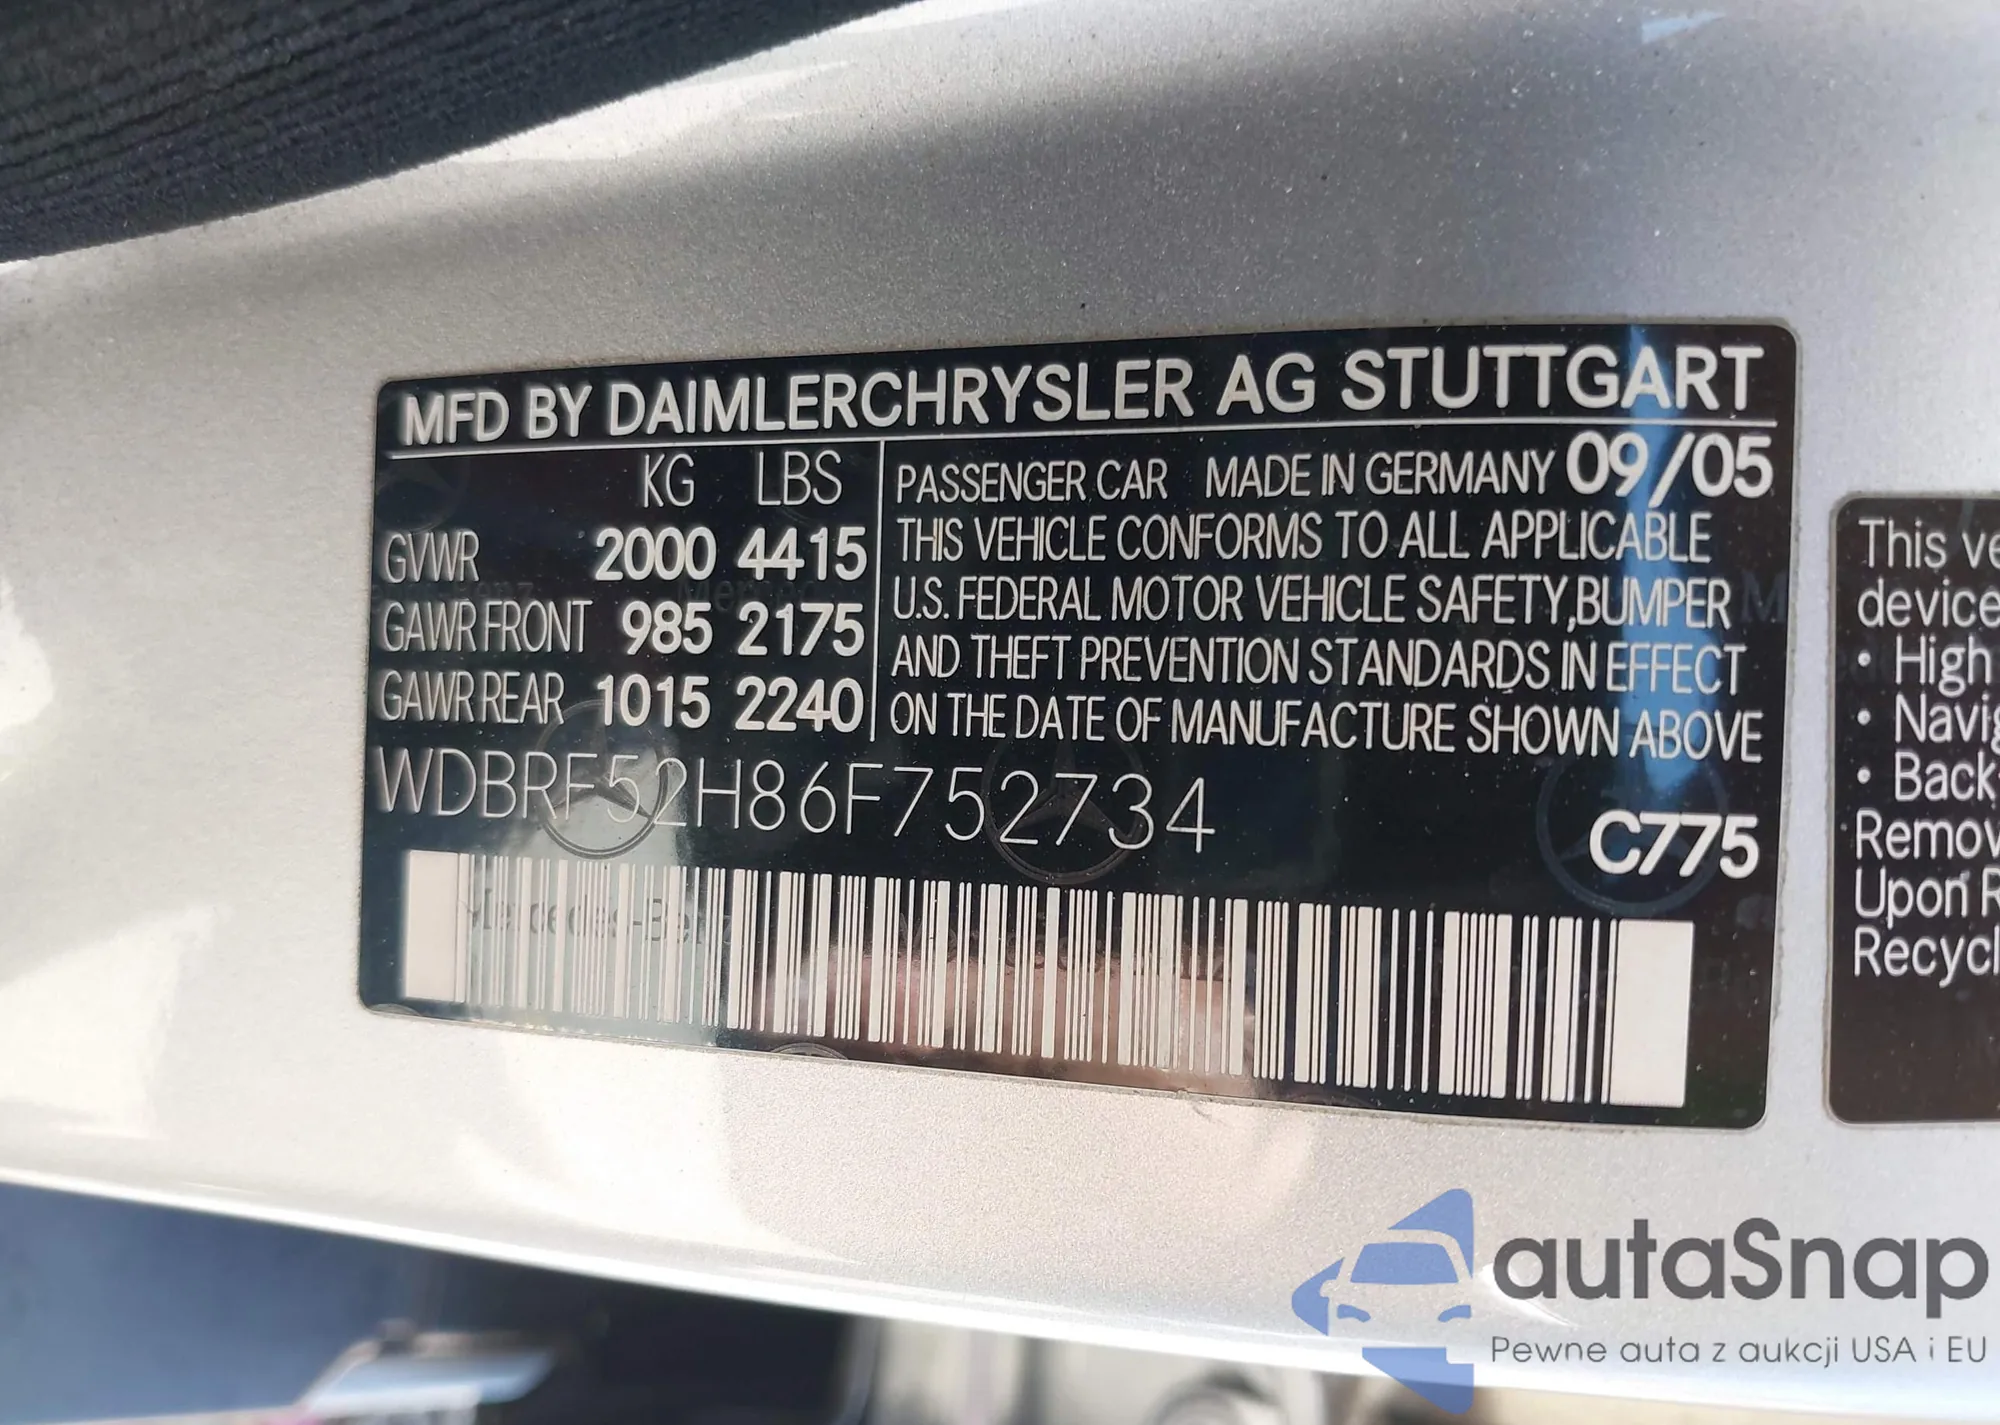 MFD BY DAIMLERCHRYSLER AG STUTTGART
KG LBS
GVWR 2000 4415
GAWR FRONT 985 2175
GAWR REAR 1015 2240
PASSENGER CAR MADE IN GERMANY 09/05
THIS VEHICLE CONFORMS TO ALL APPLICABLE
U.S. FEDERAL MOTOR VEHICLE SAFETY,BUMPER
AND THEFT PREVENTION STANDARDS IN EFFECT
ON THE DATE OF MANUFACTURE SHOWN ABOVE
WDBRF52H86F752734
C775
Mercedes-Benz
This ve
device
• High
• Navig
• Back-
Remov
Upon R
Recycl
autaSnap
Pewne auta z aukcji USA i EU